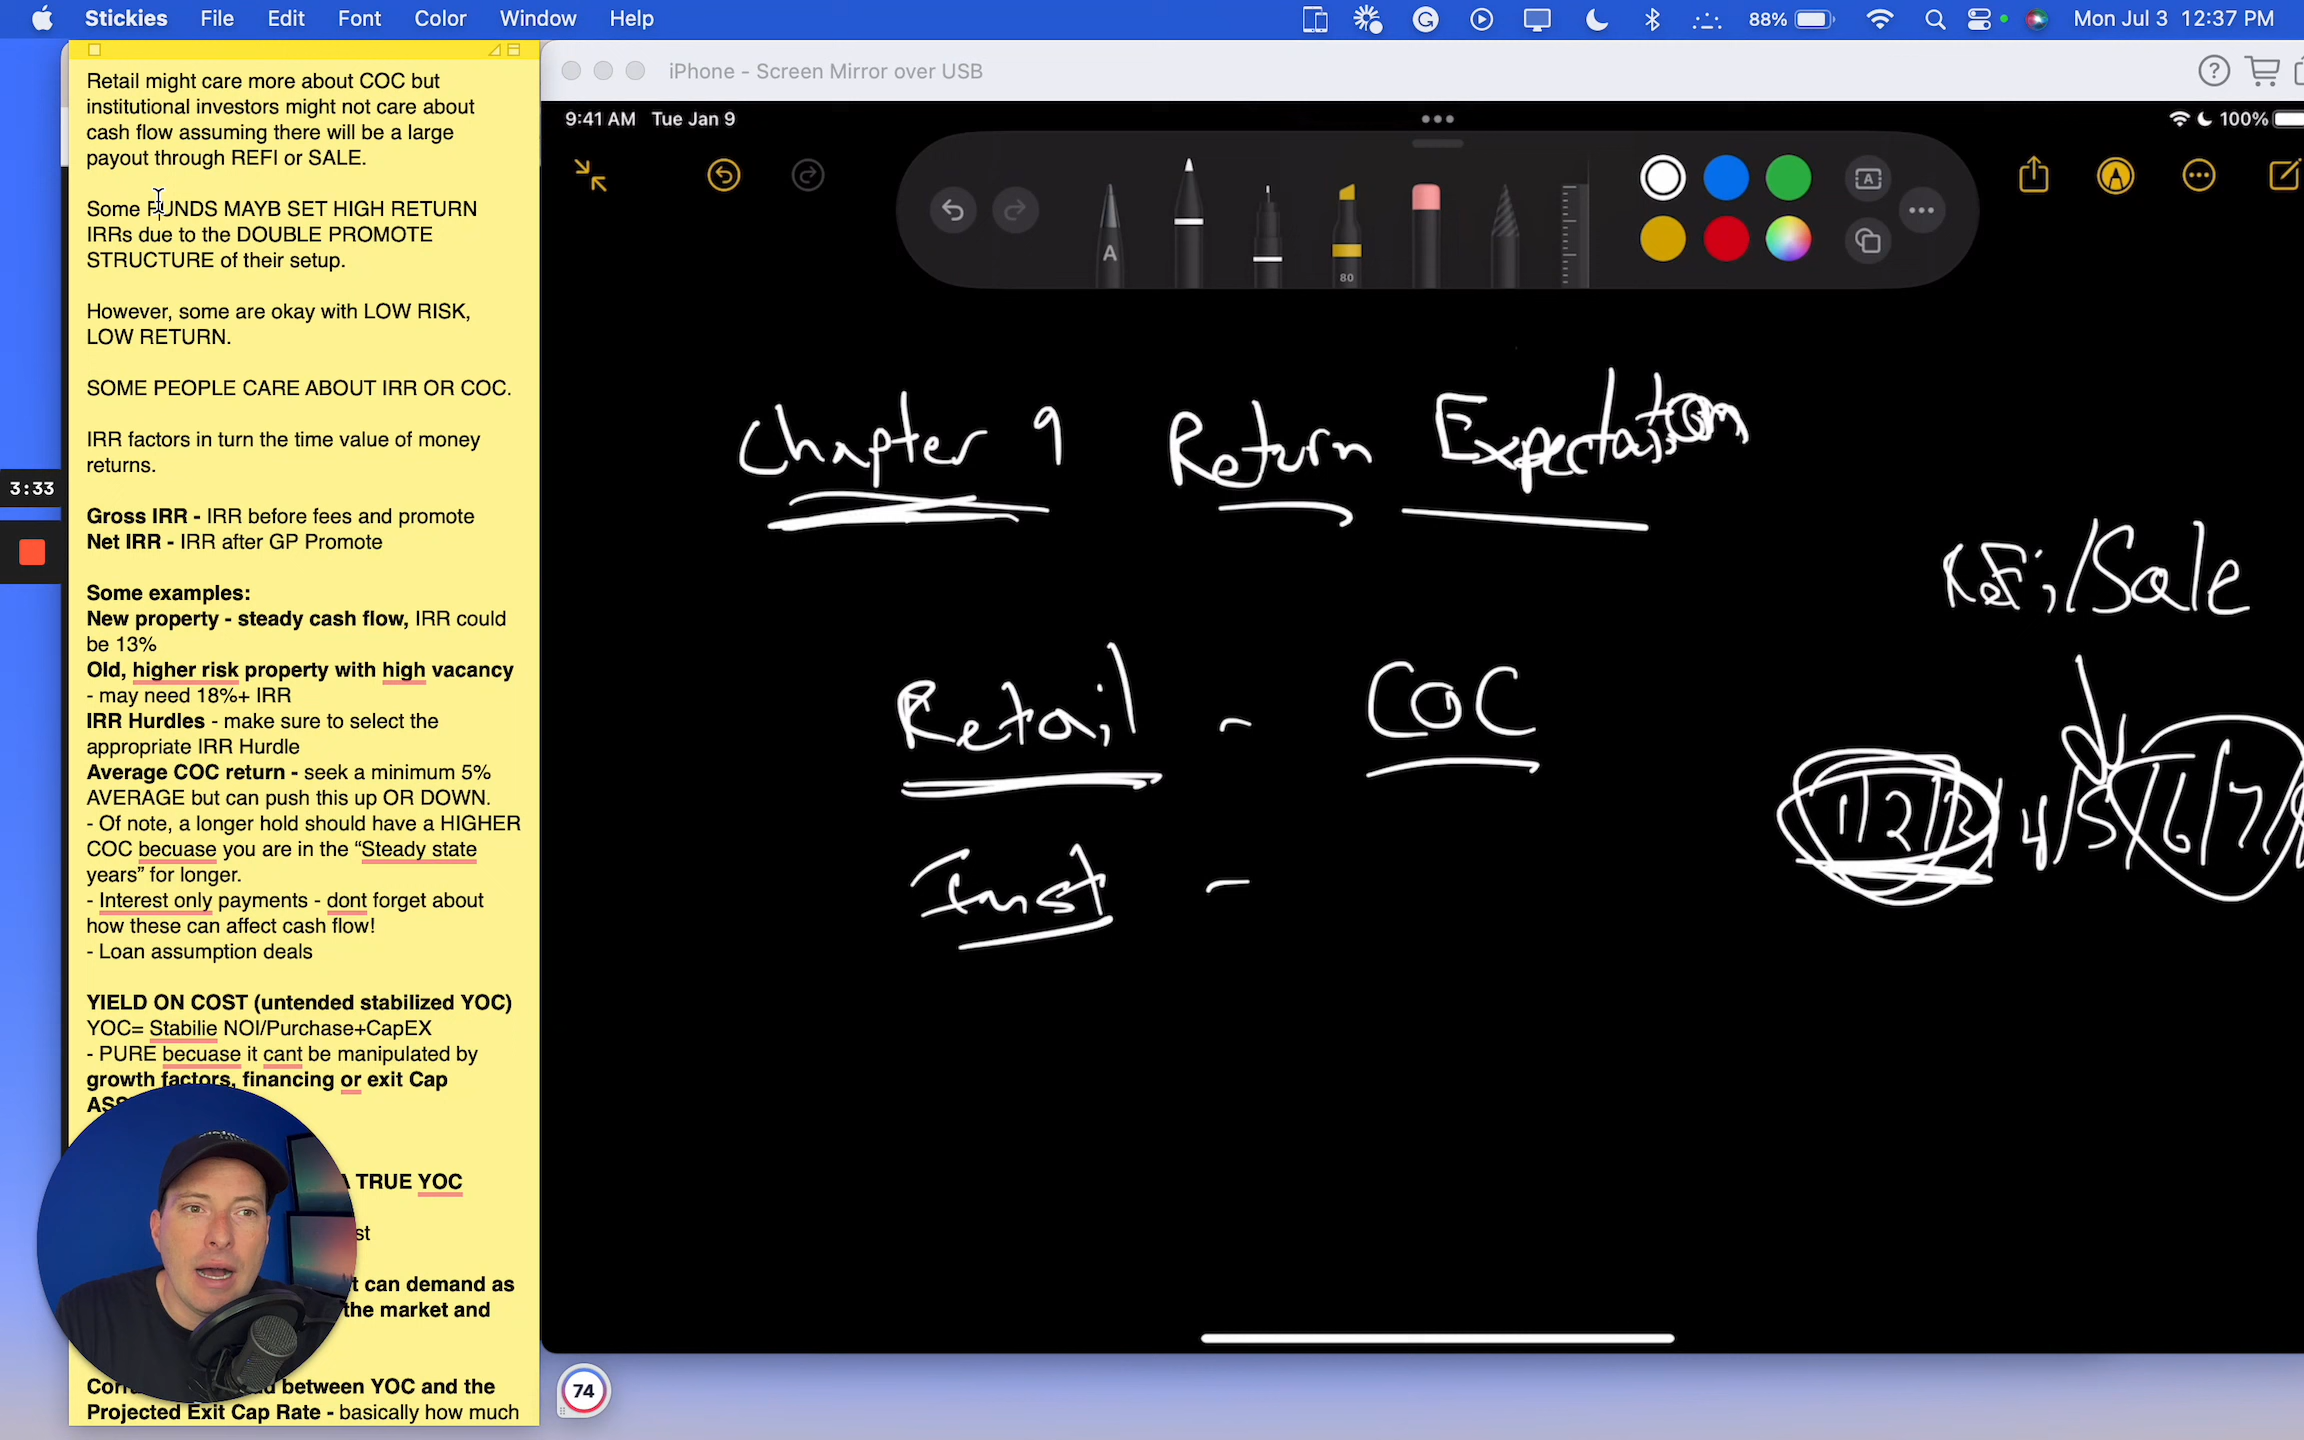 Stickies File Edit Font Color Window Help
88% Mon Jul 3 12:37 PM
Retail might care more about COC but
institutional investors might not care about
cash flow assuming there will be a large
payout through REFI or SALE.
Some FUNDS MAYB SET HIGH RETURN
IRRs due to the DOUBLE PROMOTE
STRUCTURE of their setup.
However, some are okay with LOW RISK,
LOW RETURN.
SOME PEOPLE CARE ABOUT IRR OR COC.
IRR factors in turn the time value of money
returns.
3:33
Gross IRR - IRR before fees and promote
Net IRR - IRR after GP Promote
Some examples:
New property - steady cash flow, IRR could
be 13%
Old, higher risk property with high vacancy
- may need 18%+ IRR
IRR Hurdles - make sure to select the
appropriate IRR Hurdle
Average COC return - seek a minimum 5%
AVERAGE but can push this up OR DOWN.
- Of note, a longer hold should have a HIGHER
COC becuase you are in the “Steady state
years” for longer.
- Interest only payments - dont forget about
how these can affect cash flow!
- Loan assumption deals
YIELD ON COST (untended stabilized YOC)
YOC= Stabilie NOI/Purchase+CapEX
- PURE becuase it cant be manipulated by
growth factors, financing or exit Cap
TRUE YOC
t can demand as
the market and
between YOC and the
Projected Exit Cap Rate - basically how much
iPhone - Screen Mirror over USB
9:41 AM Tue Jan 9
100%
A
80
A
Chapter 9 Return Expectation
REFi/Sale
Retail - COC
1/2/3/4/5/6/7/
Inst -
74